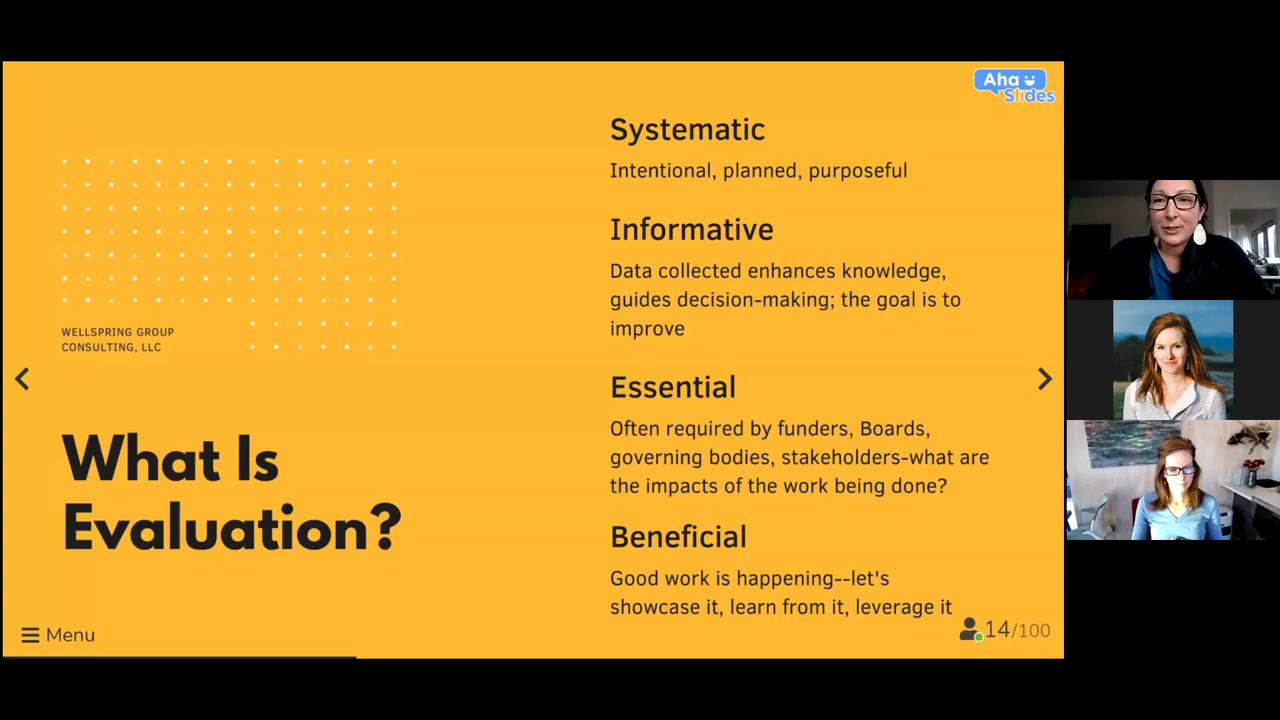 Aha
Slides
Systematic
Intentional, planned, purposeful
Informative
Data collected enhances knowledge,
guides decision-making; the goal is to
improve
WELLSPRING GROUP
CONSULTING, LLC
Essential
Often required by funders, Boards,
governing bodies, stakeholders-what are
the impacts of the work being done?
What Is
Evaluation?
Beneficial
Good work is happening--let's
showcase it, learn from it, leverage it
Menu
14/100